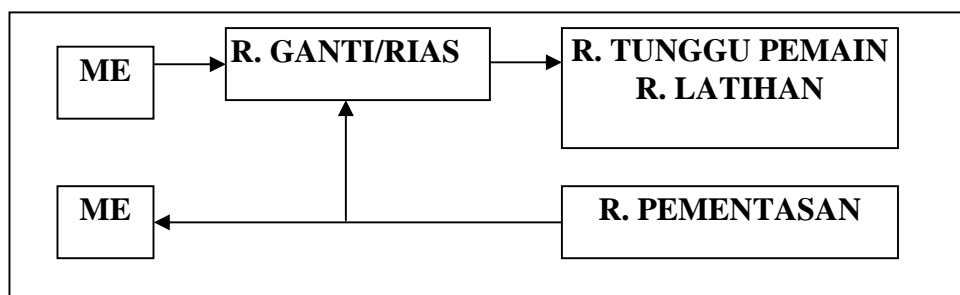 ME
R. GANTI/RIAS
R. TUNGGU PEMAIN
R. LATIHAN
ME
R. PEMENTASAN